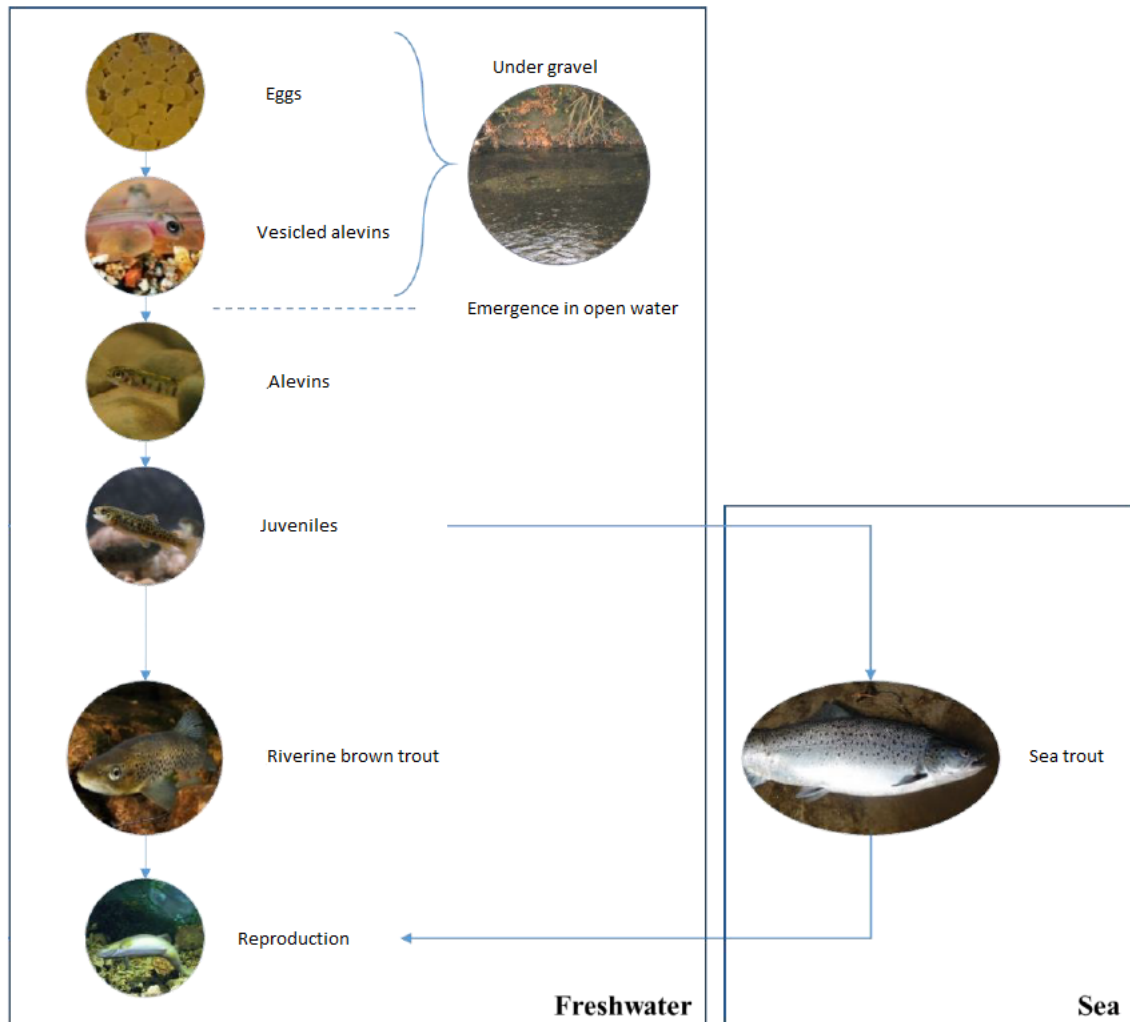 Under gravel
Eggs
Vesicled alevins
Emergence in open water
Alevins
Juveniles
Riverine brown trout
Sea trout
Reproduction
Freshwater
Sea